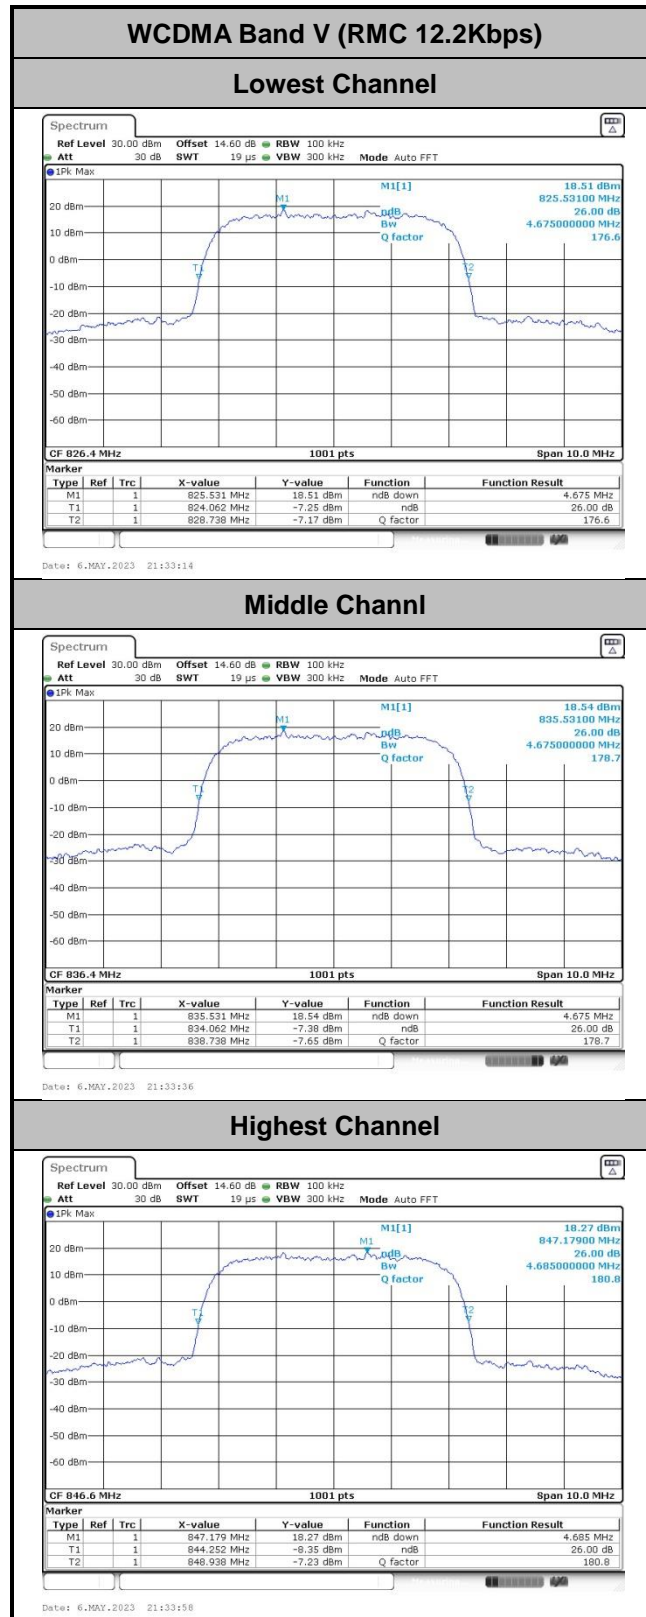 WCDMA Band V (RMC 12.2Kbps)
Lowest Channel
Spectrum
Ref Level 30.00 dBm Offset 14.60 dB RBW 100 kHz
Att 30 dB SWT 19 µs VBW 300 kHz Mode Auto FFT
1Pk Max
M1[1] 18.51 dBm
825.53100 MHz
M1
20 dBm
ndB 26.00 dB
Bw 4.675000000 MHz
10 dBm
Q factor 176.6
0 dBm
T1
T2
-10 dBm
-20 dBm
-30 dBm
-40 dBm
-50 dBm
-60 dBm
CF 826.4 MHz 1001 pts Span 10.0 MHz
Marker
Type Ref Trc X-value Y-value Function Function Result
M1 1 825.531 MHz 18.51 dBm ndB down 4.675 MHz
T1 1 824.062 MHz -7.25 dBm ndB 26.00 dB
T2 1 828.738 MHz -7.17 dBm Q factor 176.6
Date: 6.MAY.2023 21:33:14
Middle Channl
Spectrum
Ref Level 30.00 dBm Offset 14.60 dB RBW 100 kHz
Att 30 dB SWT 19 µs VBW 300 kHz Mode Auto FFT
1Pk Max
M1[1] 18.54 dBm
835.53100 MHz
M1
20 dBm
ndB 26.00 dB
Bw 4.675000000 MHz
10 dBm
Q factor 178.7
0 dBm
T1
T2
-10 dBm
-20 dBm
-30 dBm
-40 dBm
-50 dBm
-60 dBm
CF 836.4 MHz 1001 pts Span 10.0 MHz
Marker
Type Ref Trc X-value Y-value Function Function Result
M1 1 835.531 MHz 18.54 dBm ndB down 4.675 MHz
T1 1 834.062 MHz -7.38 dBm ndB 26.00 dB
T2 1 838.738 MHz -7.65 dBm Q factor 178.7
Date: 6.MAY.2023 21:33:36
Highest Channel
Spectrum
Ref Level 30.00 dBm Offset 14.60 dB RBW 100 kHz
Att 30 dB SWT 19 µs VBW 300 kHz Mode Auto FFT
1Pk Max
M1[1] 18.27 dBm
847.17900 MHz
M1
20 dBm
ndB 26.00 dB
Bw 4.685000000 MHz
10 dBm
Q factor 180.8
0 dBm
T1
T2
-10 dBm
-20 dBm
-30 dBm
-40 dBm
-50 dBm
-60 dBm
CF 846.6 MHz 1001 pts Span 10.0 MHz
Marker
Type Ref Trc X-value Y-value Function Function Result
M1 1 847.179 MHz 18.27 dBm ndB down 4.685 MHz
T1 1 844.252 MHz -8.35 dBm ndB 26.00 dB
T2 1 848.938 MHz -7.23 dBm Q factor 180.8
Date: 6.MAY.2023 21:33:58